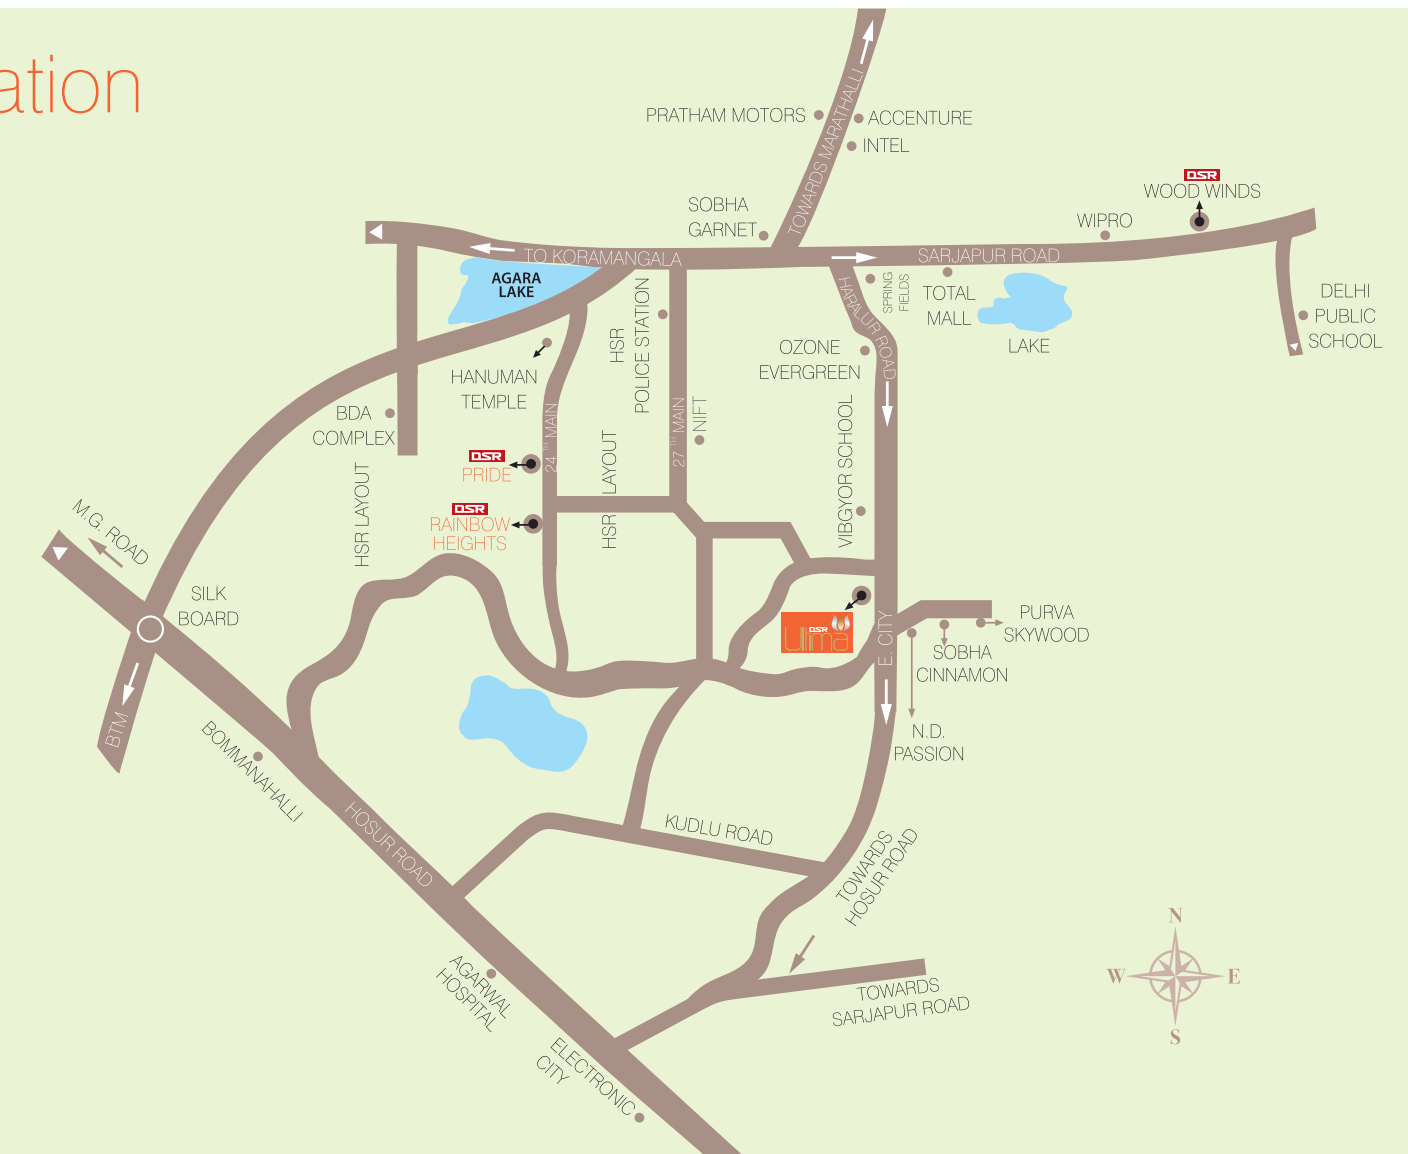 ation
TOWARDS MARATHALLI
PRATHAM MOTORS
ACCENTURE
INTEL
DSR
WOOD WINDS
SOBHA
GARNET
WIPRO
TO KORAMANGALA
SARJAPUR ROAD
AGARA
LAKE
HARALUR ROAD
SPRING
FIELDS
TOTAL
MALL
LAKE
DELHI
PUBLIC
SCHOOL
HSR
POLICE STATION
OZONE
EVERGREEN
HANUMAN
TEMPLE
BDA
COMPLEX
24TH MAIN
27TH MAIN
NIFT
VIBGYOR SCHOOL
HSR LAYOUT
HSR LAYOUT
DSR
PRIDE
DSR
RAINBOW
HEIGHTS
M.G. ROAD
SILK
BOARD
DSR
Ulima
E. CITY
PURVA
SKYWOOD
SOBHA
CINNAMON
N.D.
PASSION
BTM
BOMMANAHALLI
HOSUR ROAD
KUDLU ROAD
TOWARDS
HOSUR ROAD
AGARWAL
HOSPITAL
TOWARDS
SARJAPUR ROAD
ELECTRONIC
CITY
N
W E
S